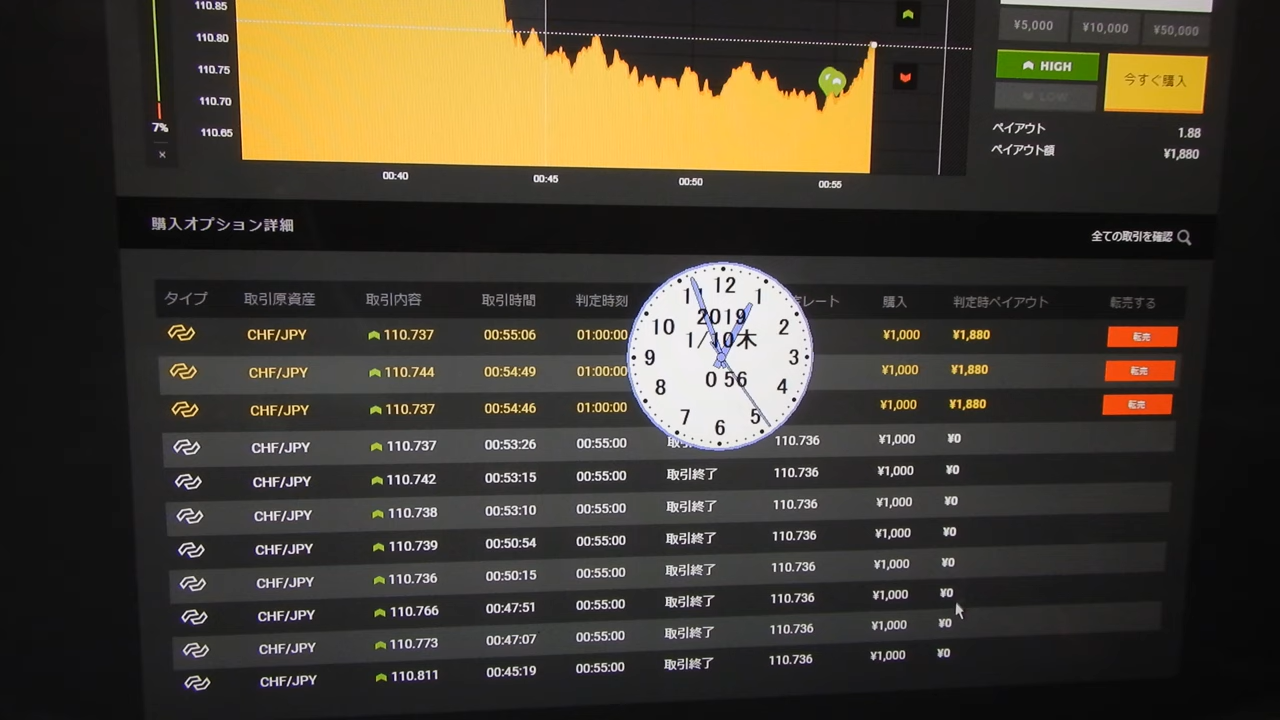 110.85
110.80
110.75
110.70
110.65
7%
×
00:40 00:45 00:50 00:55
¥5,000 ¥10,000 ¥50,000
HIGH
LOW
今すぐ購入
ペイアウト 1.88
ペイアウト額 ¥1,880
購入オプション詳細
全ての取引を確認
タイプ 取引原資産 取引内容 取引時間 判定時刻 レート 購入 判定時ペイアウト 転売する
CHF/JPY 110.737 00:55:06 01:00:00 ¥1,000 ¥1,880 転売
CHF/JPY 110.744 00:54:49 01:00:00 ¥1,000 ¥1,880 転売
CHF/JPY 110.737 00:54:46 01:00:00 ¥1,000 ¥1,880 転売
CHF/JPY 110.737 00:53:26 00:55:00 取引 110.736 ¥1,000 ¥0
CHF/JPY 110.742 00:53:15 00:55:00 取引終了 110.736 ¥1,000 ¥0
CHF/JPY 110.738 00:53:10 00:55:00 取引終了 110.736 ¥1,000 ¥0
CHF/JPY 110.739 00:50:54 00:55:00 取引終了 110.736 ¥1,000 ¥0
CHF/JPY 110.736 00:50:15 00:55:00 取引終了 110.736 ¥1,000 ¥0
CHF/JPY 110.766 00:47:51 00:55:00 取引終了 110.736 ¥1,000 ¥0
CHF/JPY 110.773 00:47:07 00:55:00 取引終了 110.736 ¥1,000 ¥0
CHF/JPY 110.811 00:45:19 00:55:00 取引終了 110.736 ¥1,000 ¥0
12
1
2
3
4
5
6
7
8
9
10
11
2019
1/10木
0 56